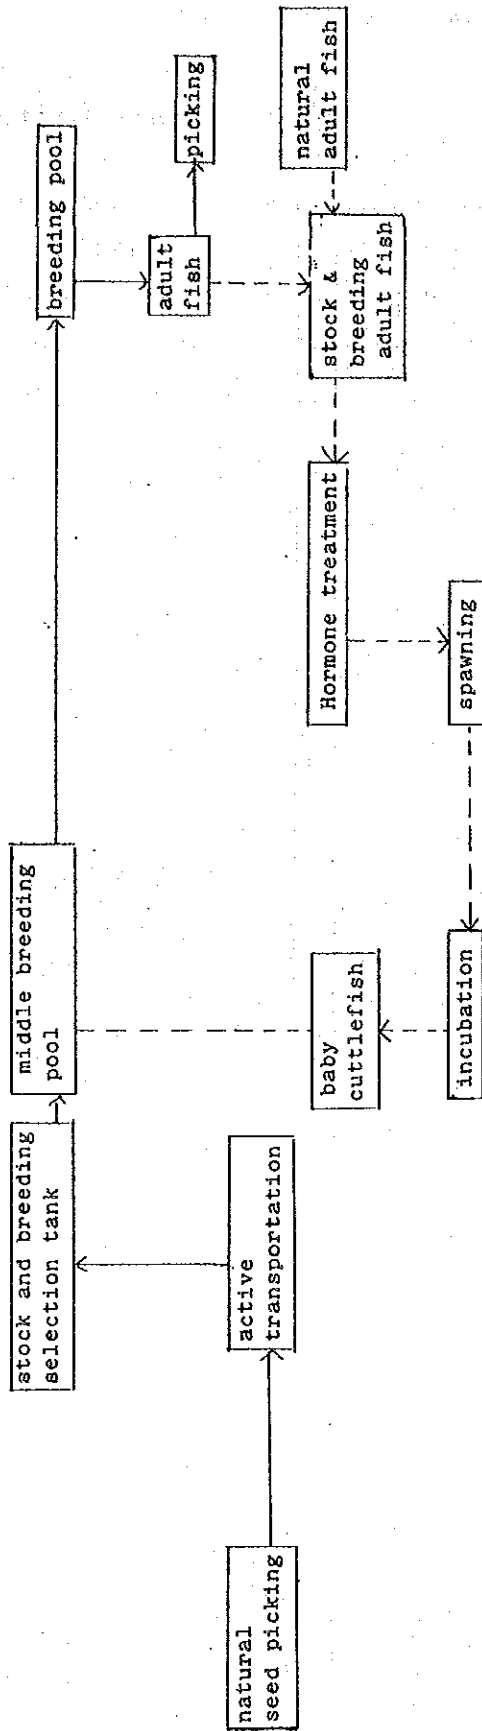 natural
seed picking
active
transportation
stock and breeding
selection tank
middle breeding
pool
breeding pool
adult
fish
picking
natural
adult fish
stock &
breeding
adult fish
Hormone treatment
spawning
incubation
baby
cuttlefish